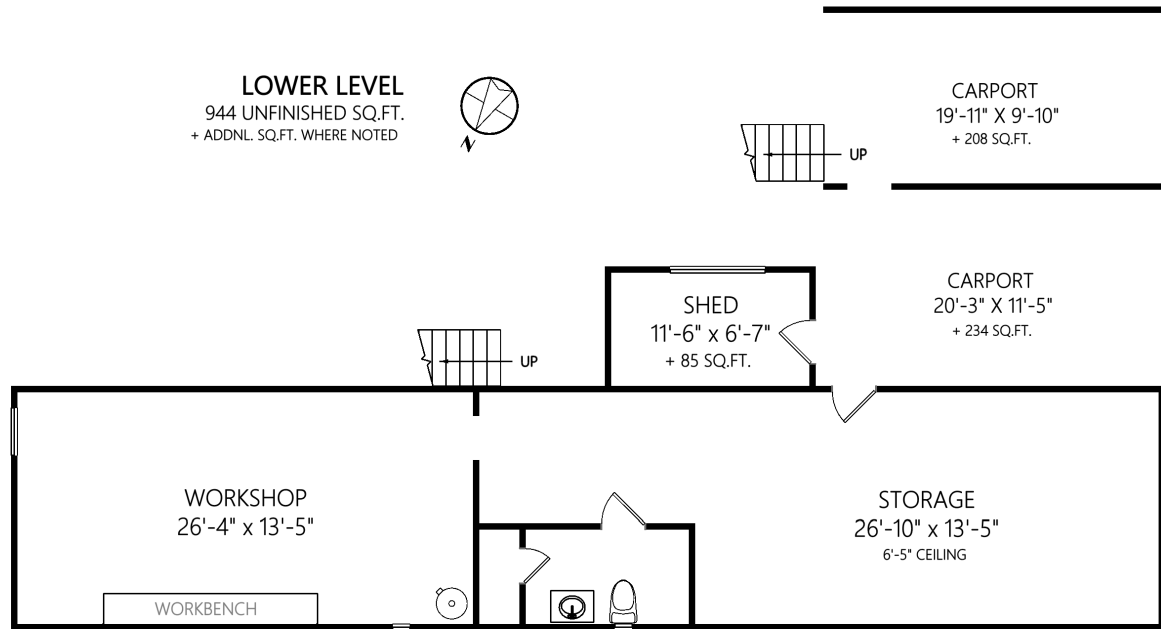 LOWER LEVEL
944 UNFINISHED SQ.FT.
+ ADDNL. SQ.FT. WHERE NOTED
N
CARPORT
19'-11" X 9'-10"
+ 208 SQ.FT.
UP
CARPORT
20'-3" X 11'-5"
+ 234 SQ.FT.
SHED
11'-6" x 6'-7"
+ 85 SQ.FT.
UP
WORKSHOP
26'-4" x 13'-5"
STORAGE
26'-10" x 13'-5"
6'-5" CEILING
WORKBENCH